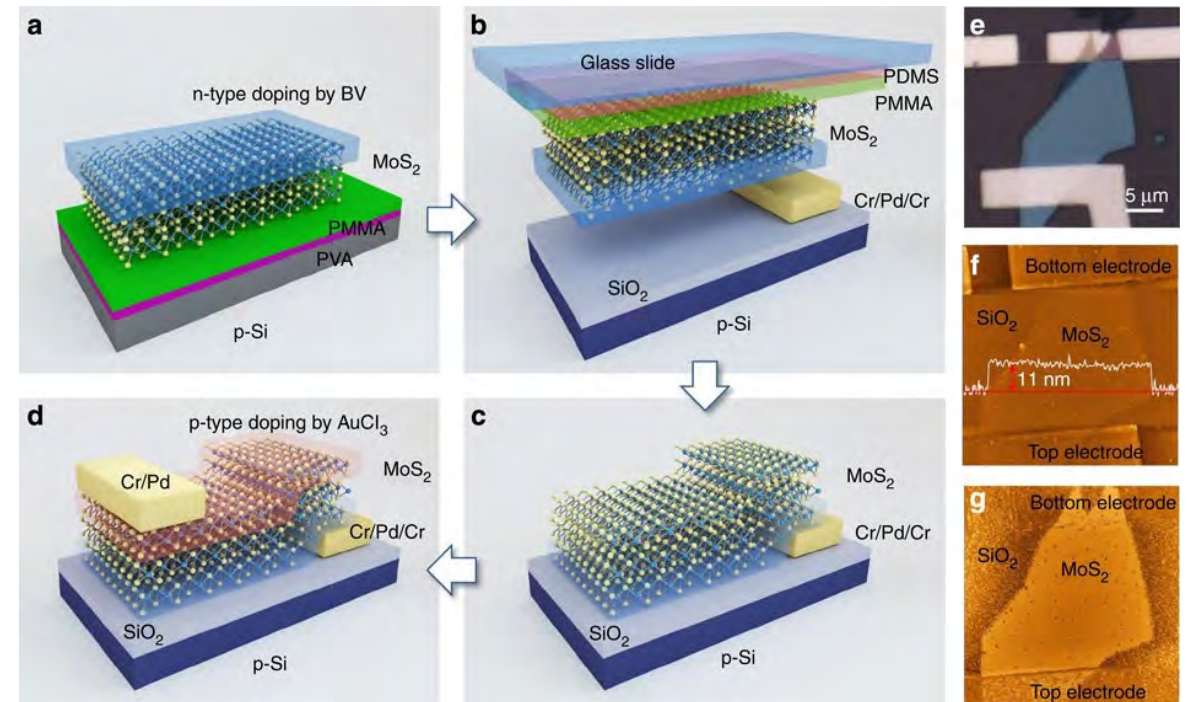 a
n-type doping by BV
MoS₂
PMMA
PVA
p-Si
b
Glass slide
PDMS
PMMA
MoS₂
Cr/Pd/Cr
SiO₂
p-Si
c
MoS₂
Cr/Pd/Cr
SiO₂
p-Si
d
p-type doping by AuCl₃
MoS₂
Cr/Pd
Cr/Pd/Cr
SiO₂
p-Si
e
5 μm
f
Bottom electrode
SiO₂
MoS₂
11 nm
Top electrode
g
Bottom electrode
SiO₂
MoS₂
Top electrode